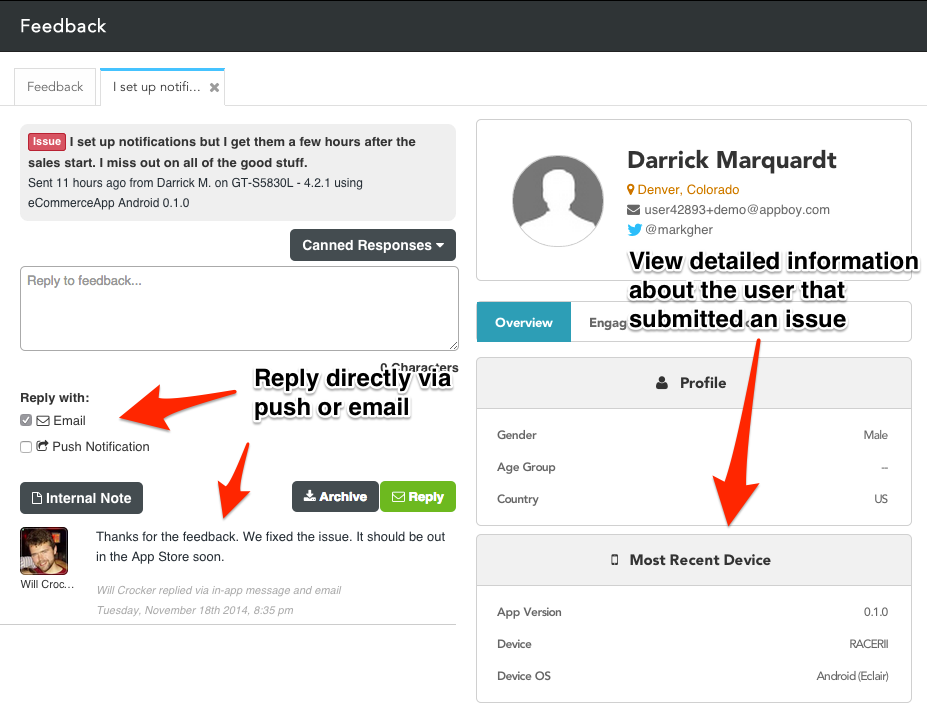 Feedback
Feedback
I set up notifi...
Issue I set up notifications but I get them a few hours after the
sales start. I miss out on all of the good stuff.
Sent 11 hours ago from Darrick M. on GT-S5830L - 4.2.1 using
eCommerceApp Android 0.1.0
Canned Responses
Reply to feedback...
0 Characters
Reply directly via
push or email
Reply with:
Email
Push Notification
Internal Note
Archive
Reply
Thanks for the feedback. We fixed the issue. It should be out
in the App Store soon.
Will Croc...
Will Crocker replied via in-app message and email
Tuesday, November 18th 2014, 8:35 pm
Darrick Marquardt
Denver, Colorado
user42893+demo@appboy.com
@markgher
View detailed information
about the user that
submitted an issue
Overview
Profile
Gender Male
Age Group --
Country US
Most Recent Device
App Version 0.1.0
Device RACERII
Device OS Android (Eclair)